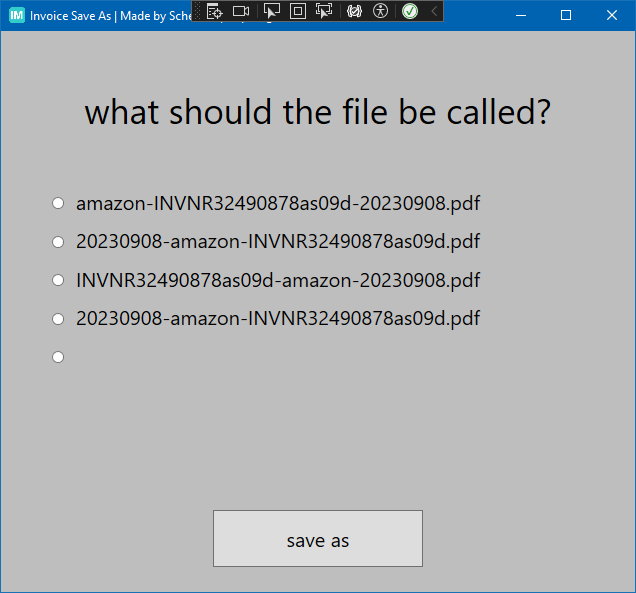 IM Invoice Save As | Made by Sche
what should the file be called?
amazon-INVNR32490878as09d-20230908.pdf
20230908-amazon-INVNR32490878as09d.pdf
INVNR32490878as09d-amazon-20230908.pdf
20230908-amazon-INVNR32490878as09d.pdf
save as